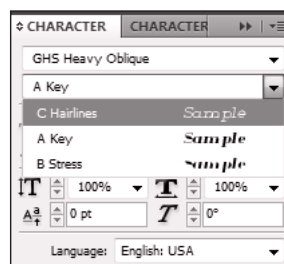 CHARACTER CHARACTER
GHS Heavy Oblique
A Key
C Hairlines Sample
A Key Sample
B Stress Sample
T 100% T 100%
Aa 0 pt T 0°
Language: English: USA